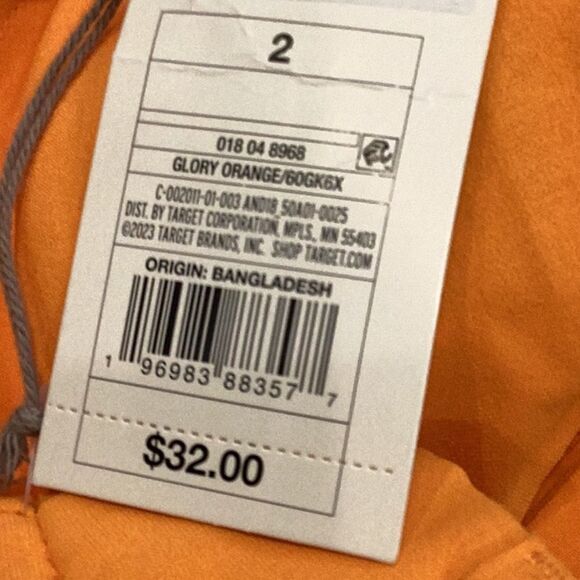 2
018 04 8968
GLORY ORANGE/60GK6X
C-002011-01-003 AND18 50A01-0025
DIST. BY TARGET CORPORATION, MPLS., MN 55403
©2023 TARGET BRANDS, INC. SHOP TARGET.COM
ORIGIN: BANGLADESH
1 96983 88357 7
$32.00